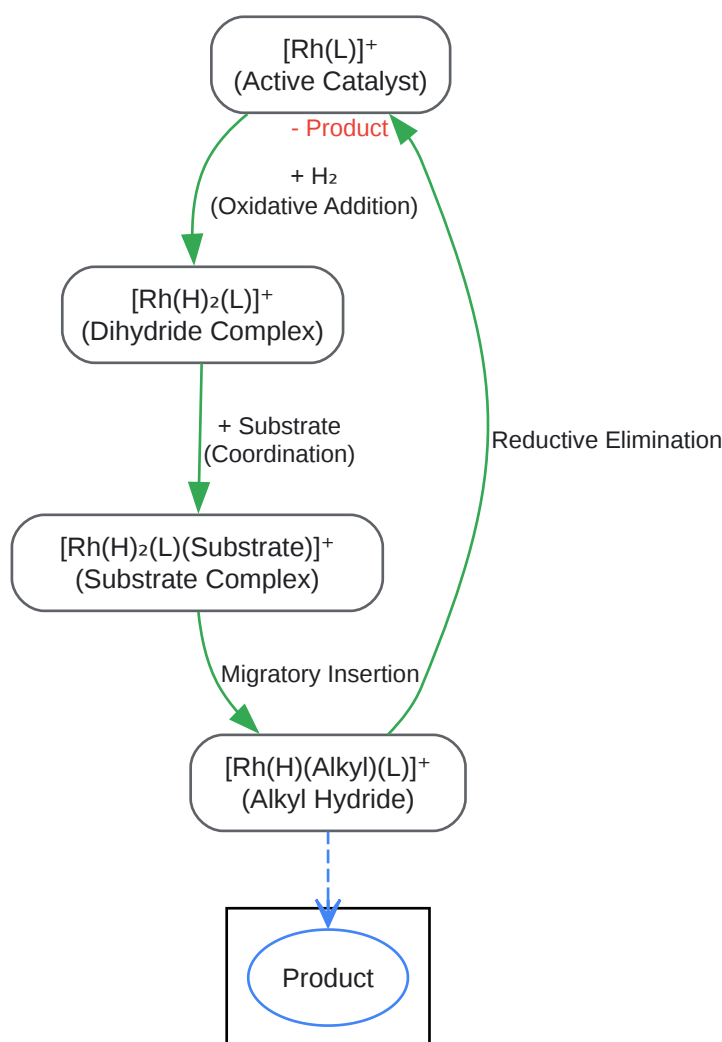 [Rh(L)]⁺
(Active Catalyst)
- Product
+ H₂
(Oxidative Addition)
[Rh(H)₂(L)]⁺
(Dihydride Complex)
+ Substrate
(Coordination)
Reductive Elimination
[Rh(H)₂(L)(Substrate)]⁺
(Substrate Complex)
Migratory Insertion
[Rh(H)(Alkyl)(L)]⁺
(Alkyl Hydride)
Product